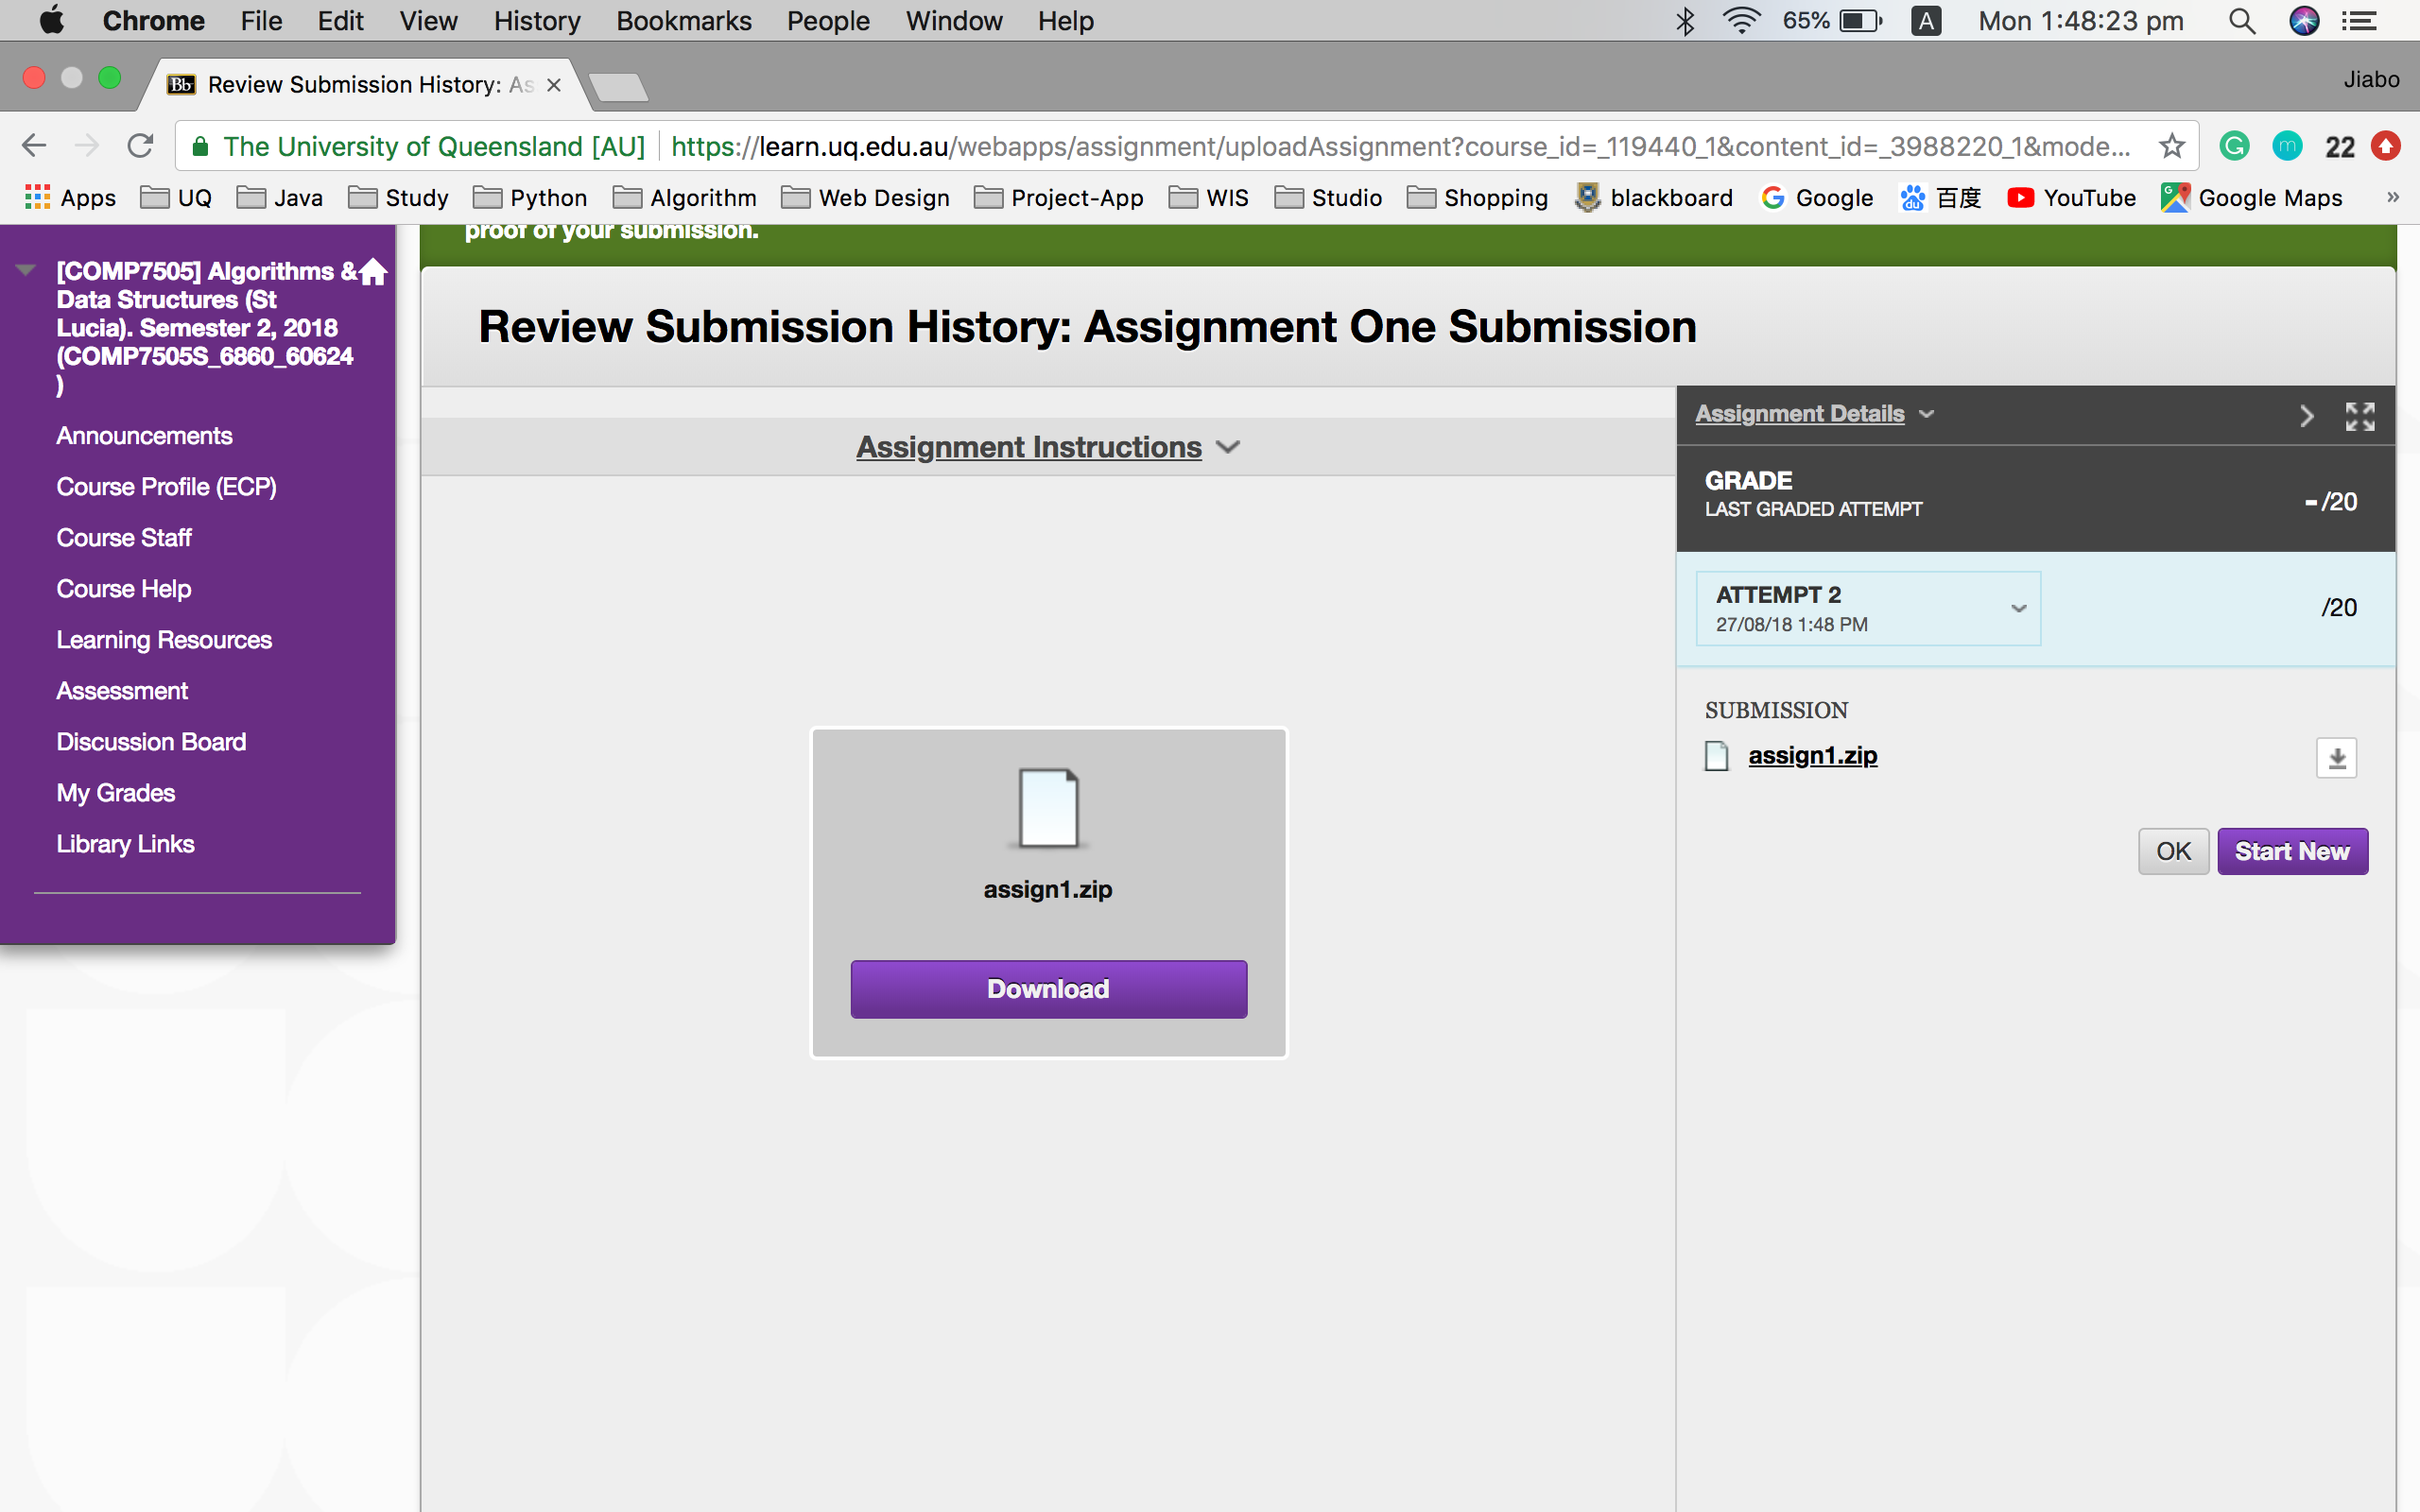 Chrome File Edit View History Bookmarks People Window Help 65% A Mon 1:48:23 pm
Bb Review Submission History: As Jiabo
The University of Queensland [AU] https://learn.uq.edu.au/webapps/assignment/uploadAssignment?course_id=_119440_1&content_id=_3988220_1&mode... G m 22
Apps UQ Java Study Python Algorithm Web Design Project-App WIS Studio Shopping blackboard Google 百度 YouTube Google Maps »
proof of your submission.
[COMP7505] Algorithms &
Data Structures (St
Lucia). Semester 2, 2018
(COMP7505S_6860_60624
)
Announcements
Course Profile (ECP)
Course Staff
Course Help
Learning Resources
Assessment
Discussion Board
My Grades
Library Links
Review Submission History: Assignment One Submission
Assignment Instructions
assign1.zip
Download
Assignment Details
GRADE
LAST GRADED ATTEMPT
-/20
ATTEMPT 2
27/08/18 1:48 PM
/20
SUBMISSION
assign1.zip
OK Start New